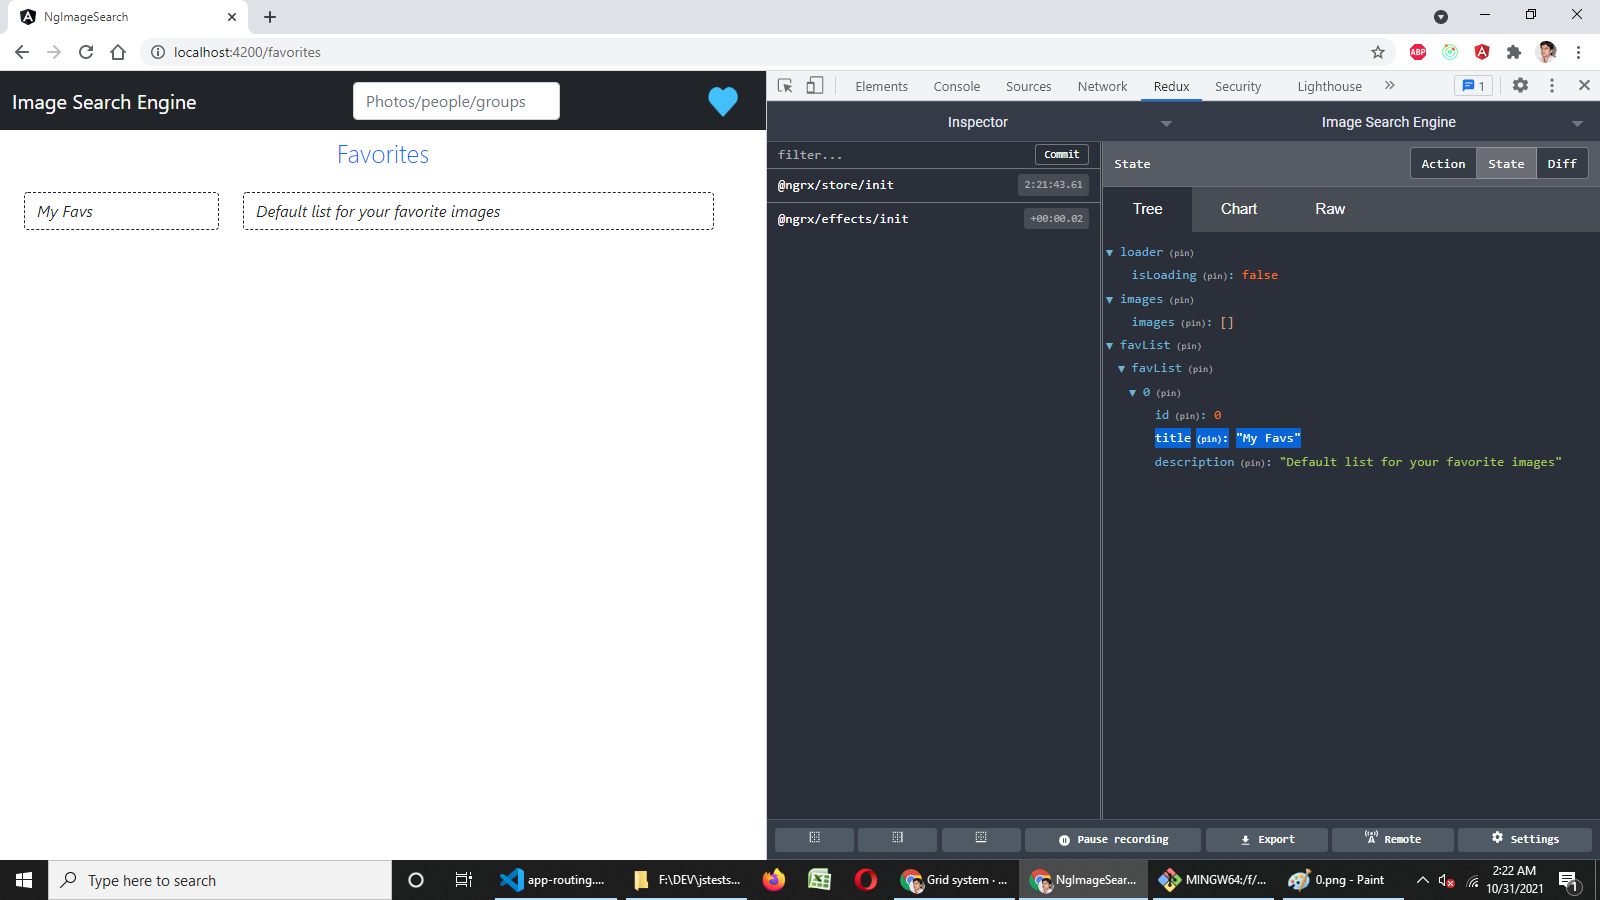 NgImageSearch
localhost:4200/favorites
ABP
Image Search Engine
Photos/people/groups
Favorites
My Favs
Default list for your favorite images
Elements Console Sources Network Redux Security Lighthouse 1
Inspector Image Search Engine
filter... Commit
@ngrx/store/init 2:21:43.61
@ngrx/effects/init +00:00.02
State Action State Diff
Tree Chart Raw
loader (pin)
isLoading (pin): false
images (pin)
images (pin): []
favList (pin)
favList (pin)
0 (pin)
id (pin): 0
title (pin): "My Favs"
description (pin): "Default list for your favorite images"
Pause recording Export Remote Settings
Type here to search
app-routing.... F:\DEV\jstests... Grid system · ... NgImageSear... MINGW64:/f/... 0.png - Paint
2:22 AM
10/31/2021
1